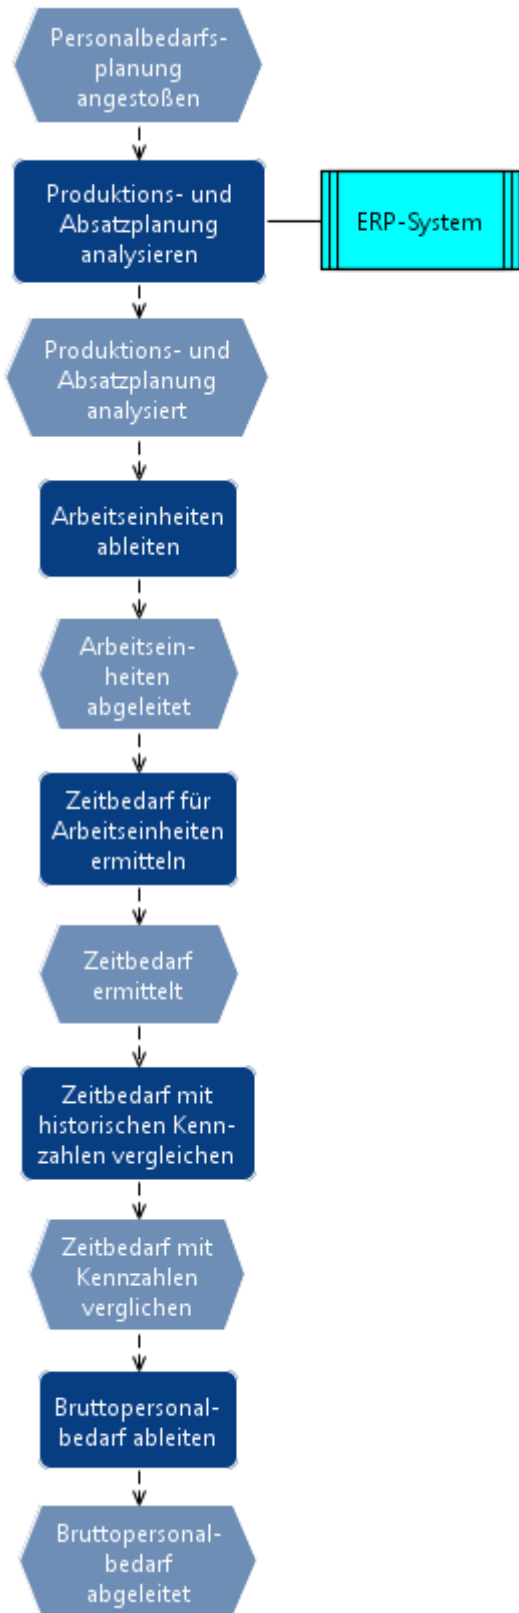 Personalbedarfs-
planung
angestoßen
Produktions- und
Absatzplanung
analysieren
ERP-System
Produktions- und
Absatzplanung
analysiert
Arbeitseinheiten
ableiten
Arbeitsein-
heiten
abgeleitet
Zeitbedarf für
Arbeitseinheiten
ermitteln
Zeitbedarf
ermittelt
Zeitbedarf mit
historischen Kenn-
zahlen vergleichen
Zeitbedarf mit
Kennzahlen
verglichen
Bruttopersonal-
bedarf ableiten
Bruttopersonal-
bedarf
abgeleitet